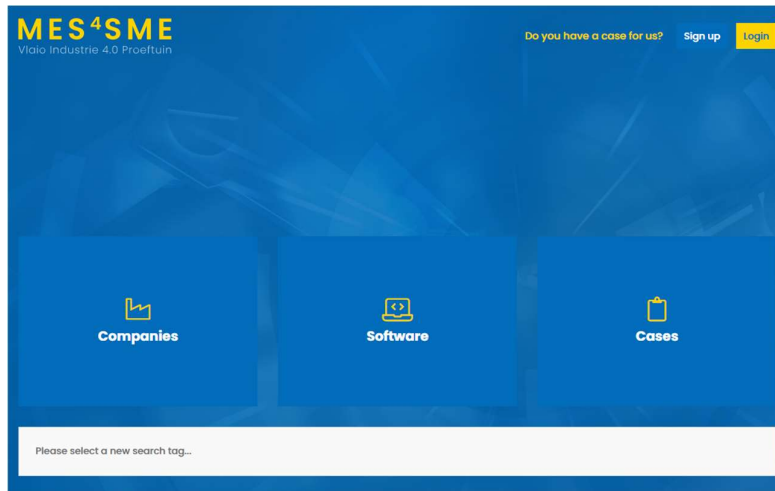 MES⁴SME
Vlaio Industrie 4.0 Proeftuin
Do you have a case for us? Sign up Login
Companies Software Cases
Please select a new search tag...